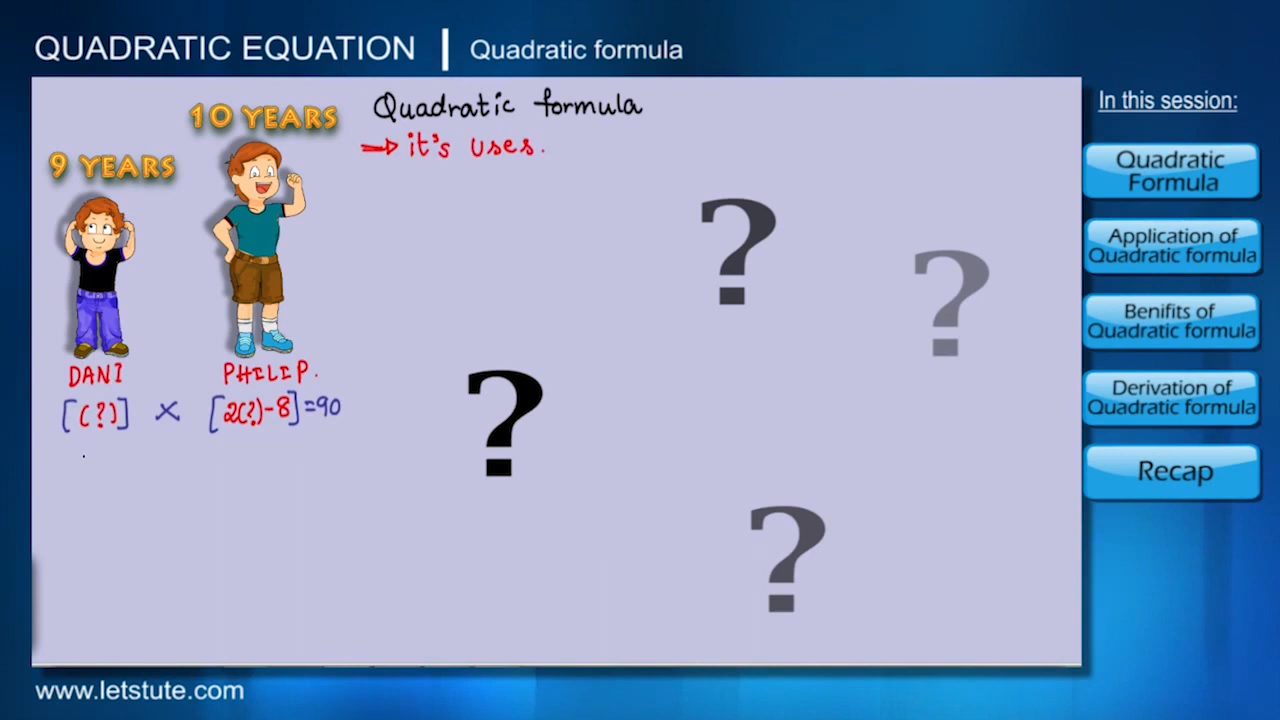 QUADRATIC EQUATION | Quadratic formula
10 YEARS
9 YEARS
Quadratic formula
→ it's uses.
DANI
PHILIP.
[(?)] × [2(?)-8]=90
?
?
?
?
In this session:
Quadratic
Formula
Application of
Quadratic formula
Benifits of
Quadratic formula
Derivation of
Quadratic formula
Recap
www.letstute.com